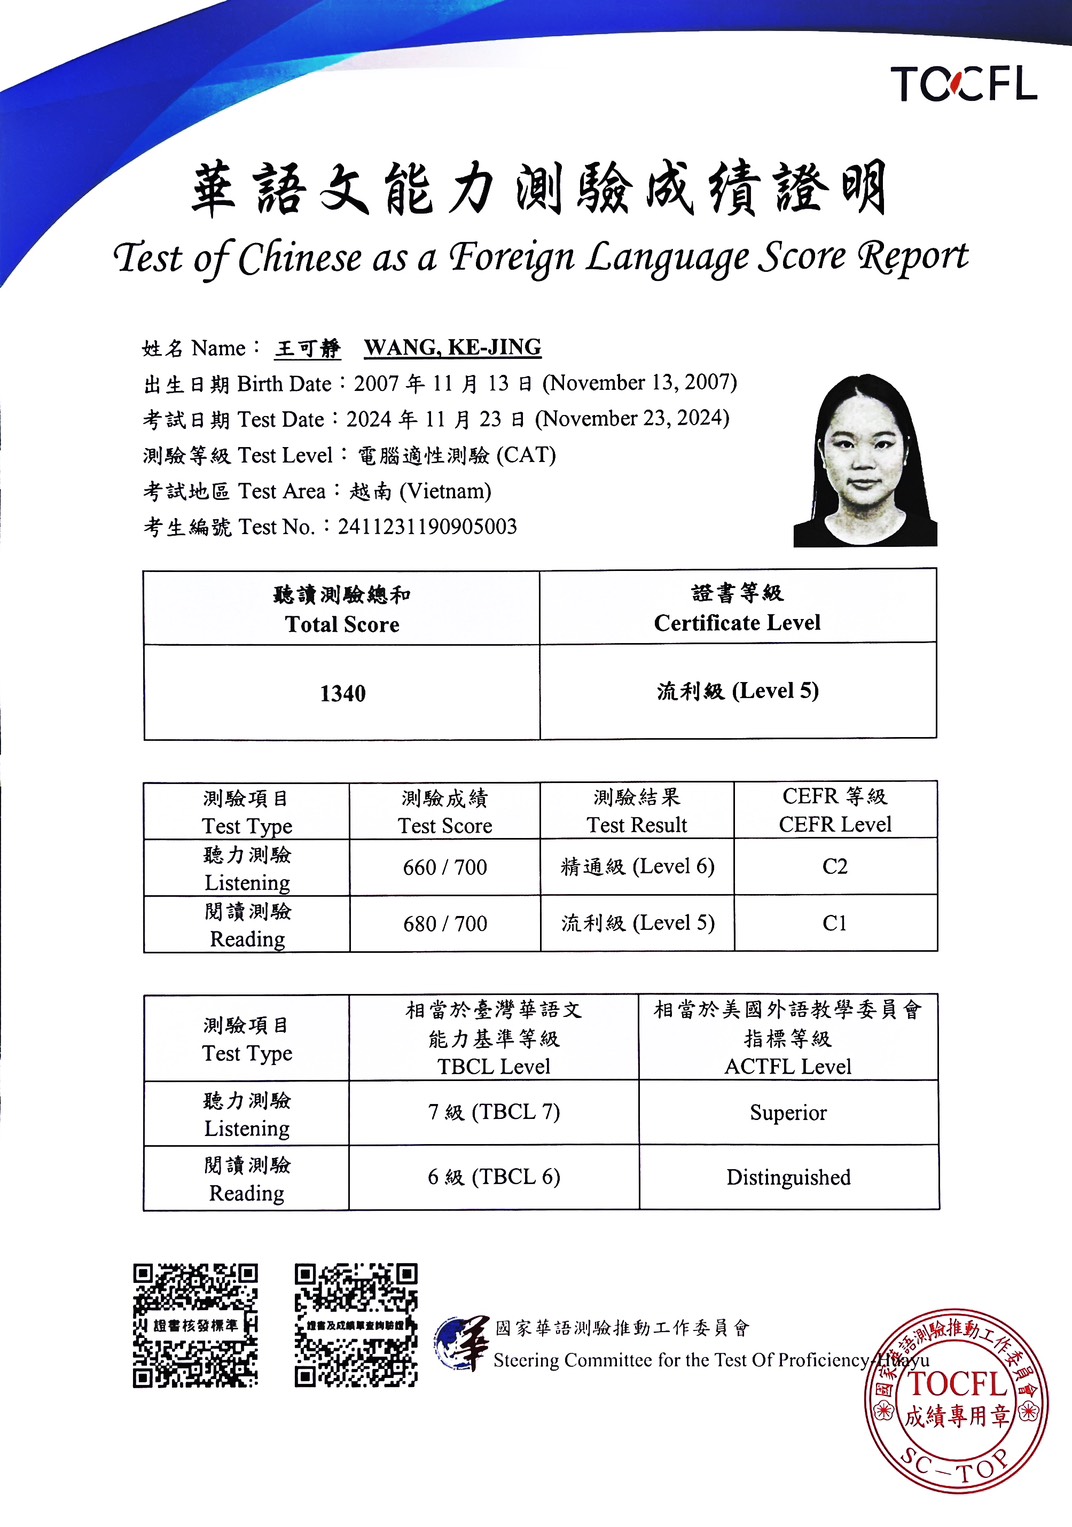 TOCFL
華語文能力測驗成績證明
Test of Chinese as a Foreign Language Score Report
姓名 Name： 王可靜 WANG, KE-JING
出生日期 Birth Date：2007 年 11 月 13 日 (November 13, 2007)
考試日期 Test Date：2024 年 11 月 23 日 (November 23, 2024)
測驗等級 Test Level：電腦適性測驗 (CAT)
考試地區 Test Area：越南 (Vietnam)
考生編號 Test No.：2411231190905003
聽讀測驗總和
Total Score
證書等級
Certificate Level
1340
流利級 (Level 5)
測驗項目
Test Type
測驗成績
Test Score
測驗結果
Test Result
CEFR 等級
CEFR Level
聽力測驗
Listening
660 / 700
精通級 (Level 6)
C2
閱讀測驗
Reading
680 / 700
流利級 (Level 5)
C1
測驗項目
Test Type
相當於臺灣華語文
能力基準等級
TBCL Level
相當於美國外語教學委員會
指標等級
ACTFL Level
聽力測驗
Listening
7 級 (TBCL 7)
Superior
閱讀測驗
Reading
6 級 (TBCL 6)
Distinguished
證書核發標準
證書及成績單查詢驗證
華
國家華語測驗推動工作委員會
Steering Committee for the Test Of Proficiency-Huayu
國家華語測驗推動工作委員會
TOCFL
成績專用章
SC-TOP